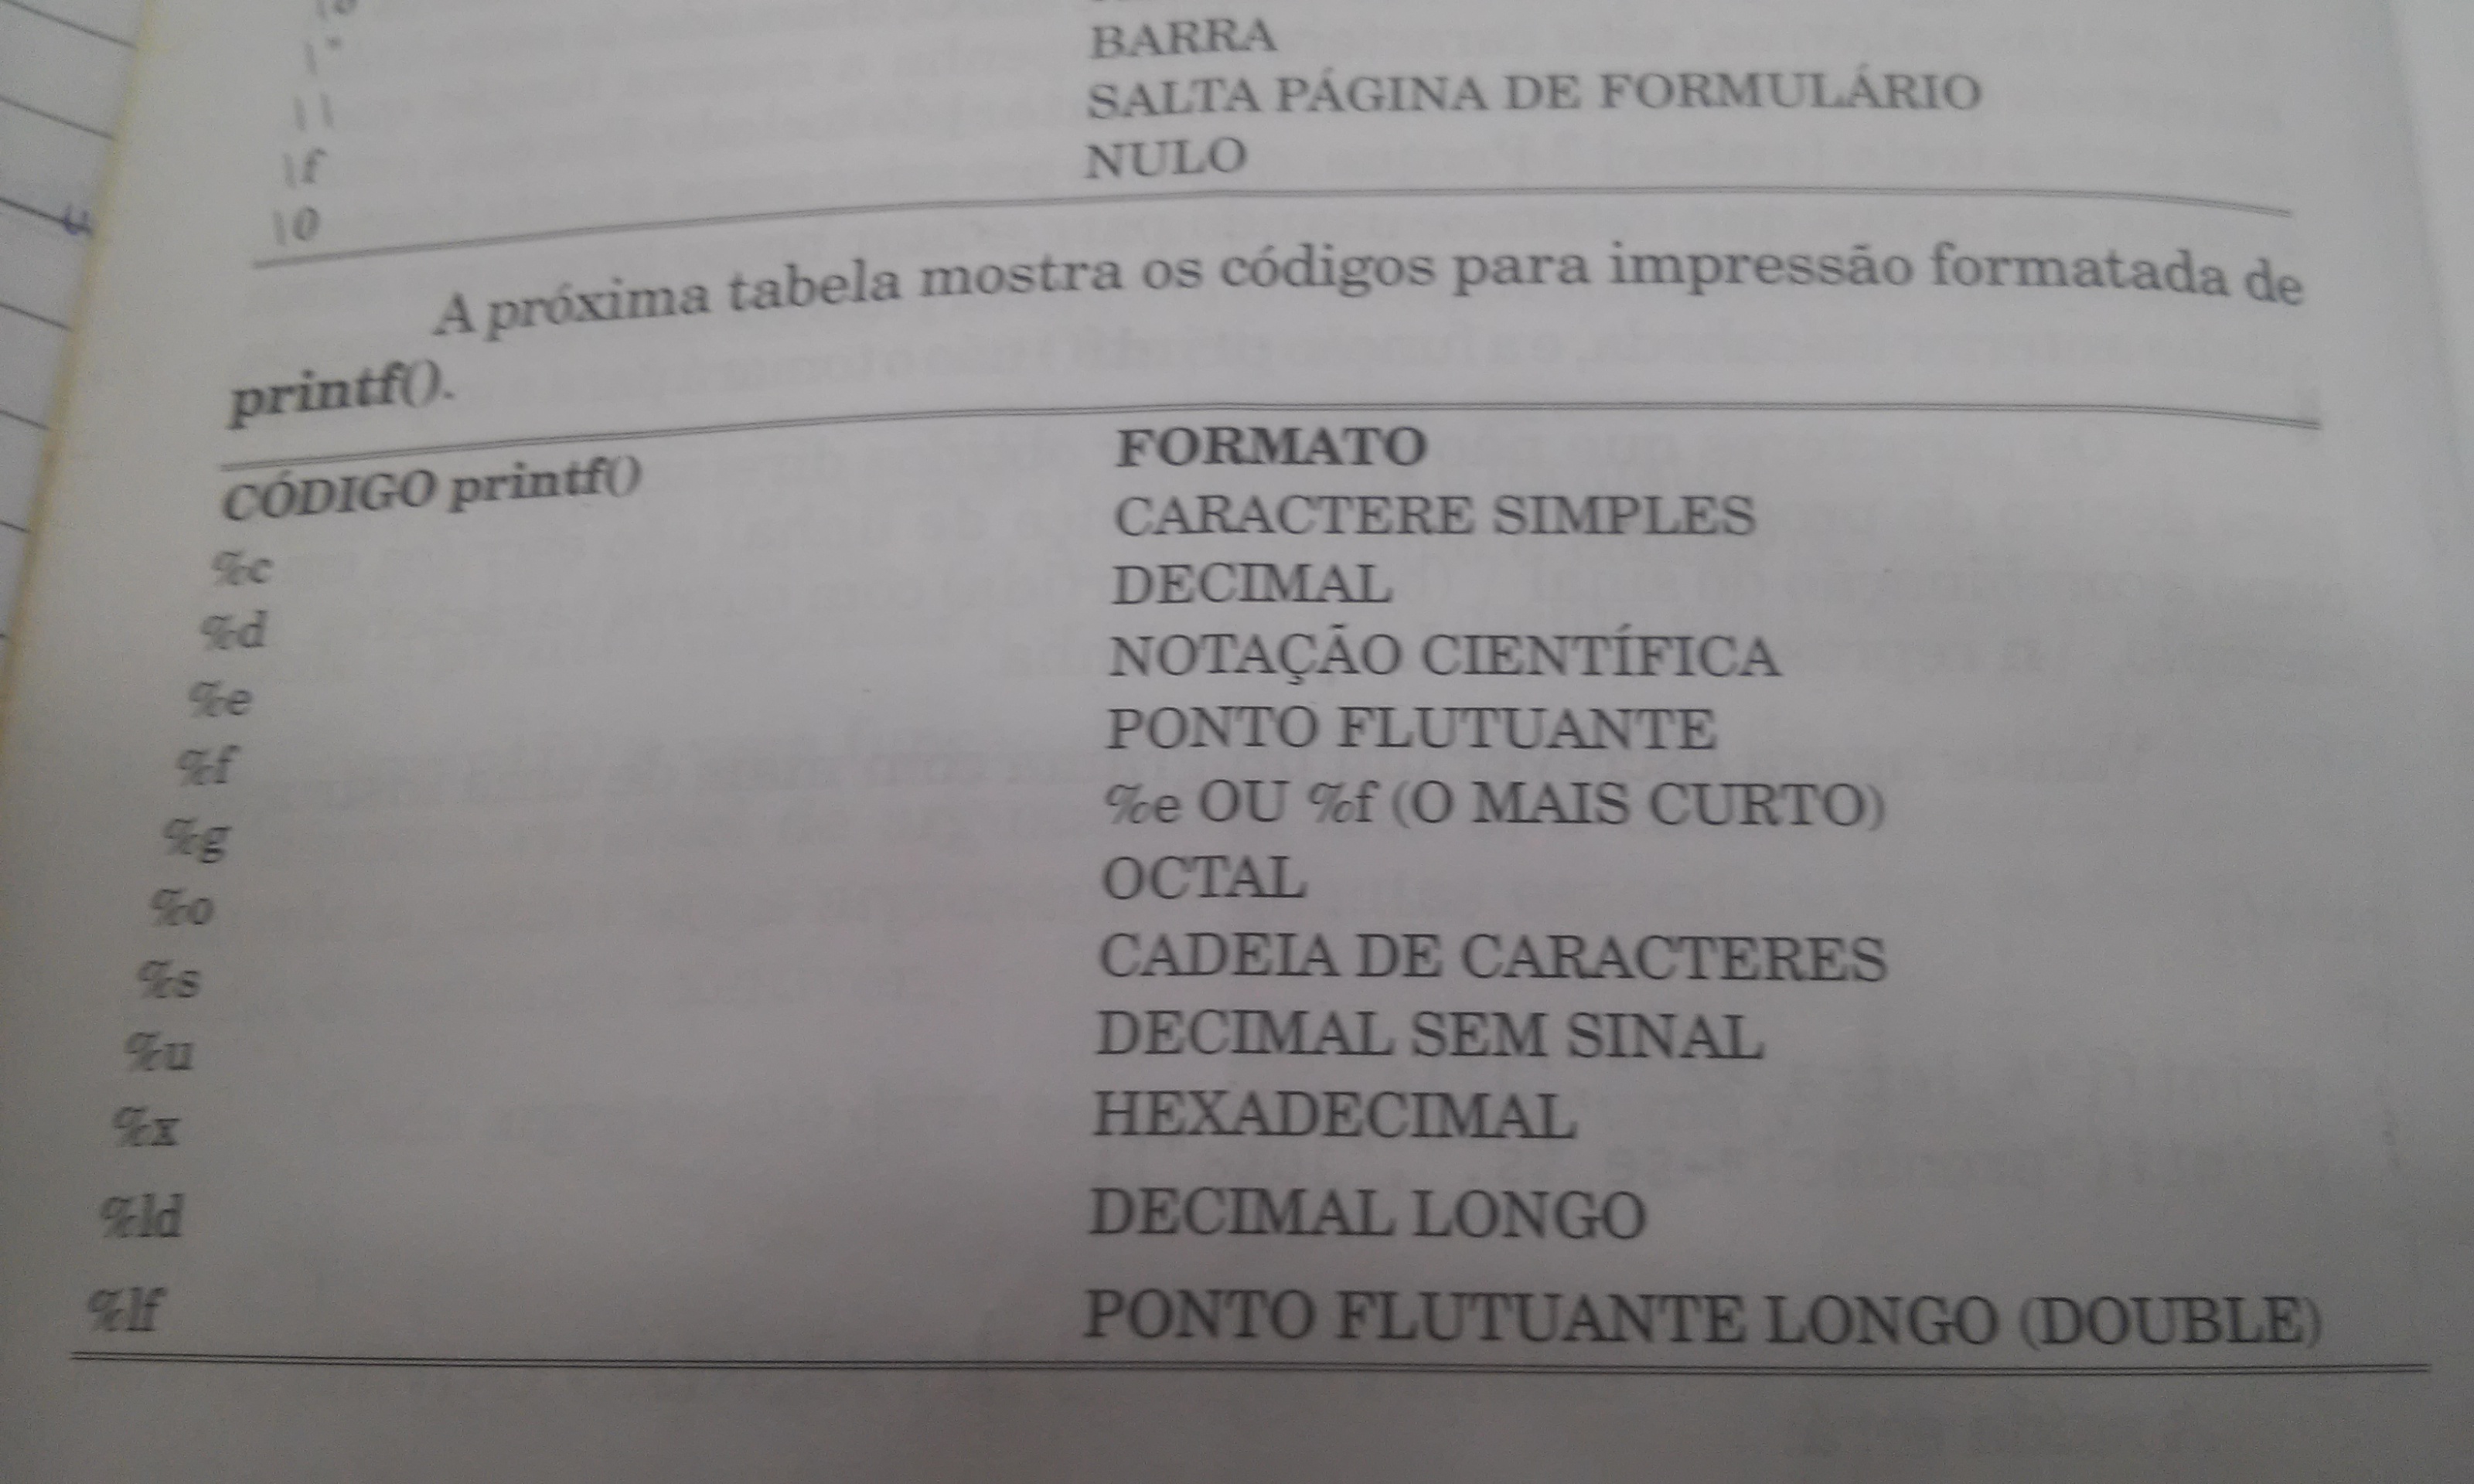 \" BARRA
\\ SALTA PÁGINA DE FORMULÁRIO
\f NULO
\0
A próxima tabela mostra os códigos para impressão formatada de
printf().
CÓDIGO printf() FORMATO
%c CARACTERE SIMPLES
%d DECIMAL
%e NOTAÇÃO CIENTÍFICA
%f PONTO FLUTUANTE
%g %e OU %f (O MAIS CURTO)
%o OCTAL
%s CADEIA DE CARACTERES
%u DECIMAL SEM SINAL
%x HEXADECIMAL
%ld DECIMAL LONGO
%lf PONTO FLUTUANTE LONGO (DOUBLE)